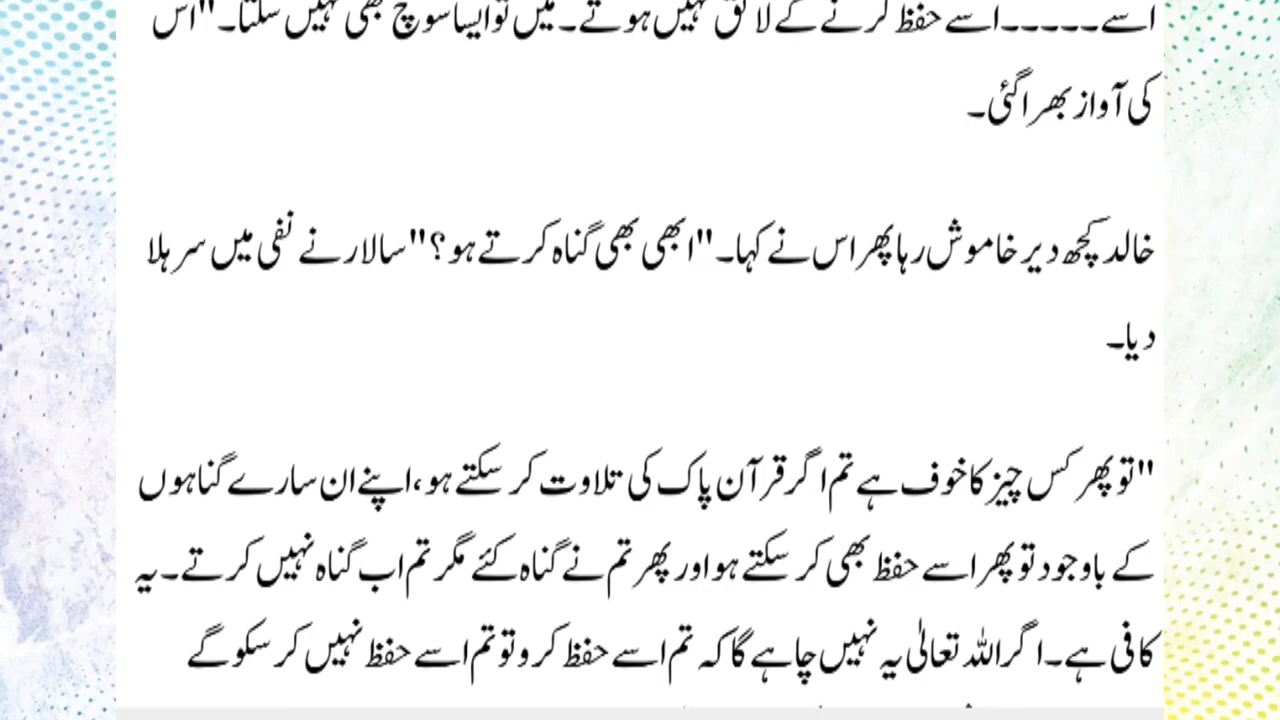 اسے۔۔۔۔۔اسے حفظ کرنے کے لائق نہیں ہوتے۔ میں تو ایسا سوچ بھی نہیں سکتا۔"اس
کی آواز بھرا گئی۔
خالد کچھ دیر خاموش رہا پھر اس نے کہا۔"ابھی بھی گناہ کرتے ہو؟"سالار نے نفی میں سر ہلا
دیا۔
"تو پھر کس چیز کا خوف ہے تم اگر قرآن پاک کی تلاوت کر سکتے ہو،اپنے ان سارے گناہوں
کے باوجود تو پھر اسے حفظ بھی کر سکتے ہو اور پھر تم نے گناہ کئے مگر تم اب گناہ نہیں کرتے۔یہ
کافی ہے۔اگر اللہ تعالٰی یہ نہیں چاہے گا کہ تم اسے حفظ کرو تو تم اسے حفظ نہیں کر سکو گے